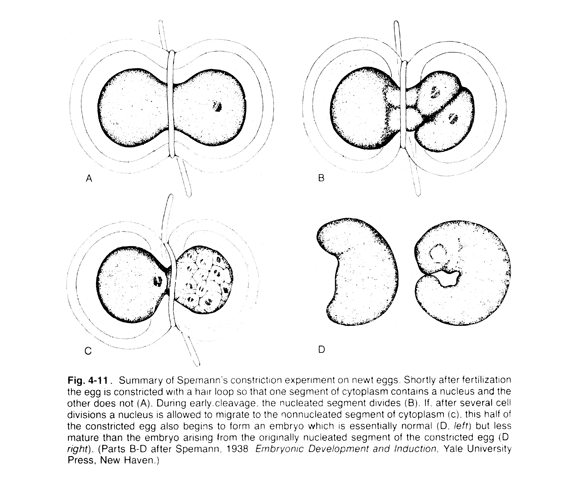 A
B
C
D
Fig. 4-11. Summary of Spemann's constriction experiment on newt eggs. Shortly after fertilization
the egg is constricted with a hair loop so that one segment of cytoplasm contains a nucleus and the
other does not (A). During early cleavage, the nucleated segment divides (B). If, after several cell
divisions a nucleus is allowed to migrate to the nonnucleated segment of cytoplasm (c), this half of
the constricted egg also begins to form an embryo which is essentially normal (D, left) but less
mature than the embryo arising from the originally nucleated segment of the constricted egg (D
right). (Parts B-D after Spemann, 1938 Embryonic Development and Induction, Yale University
Press, New Haven.)